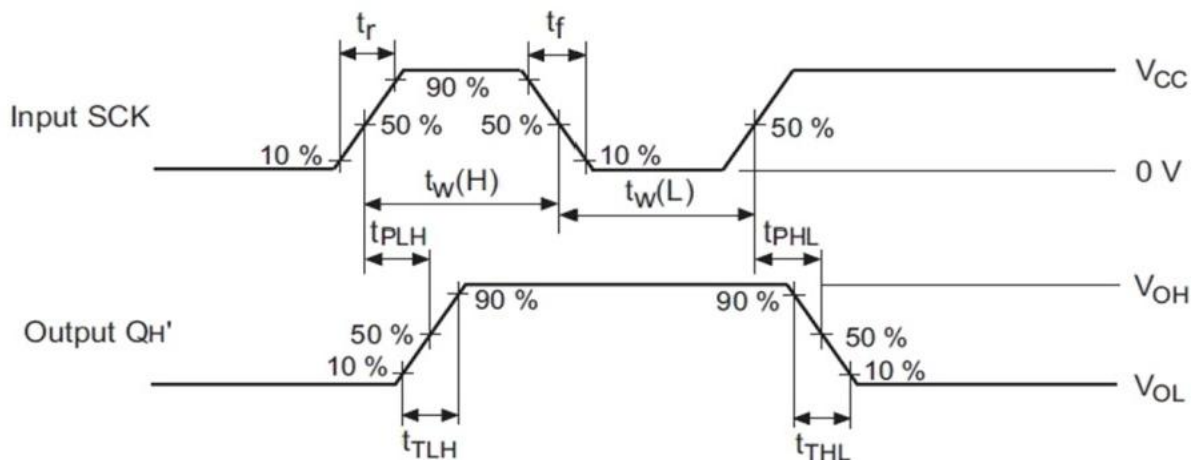 tr tf
VCC
90 %
Input SCK 50 % 50 % 50 %
10 % 10 %
0 V
tw(H) tw(L)
tPLH tPHL
VOH
90 % 90 %
Output QH' 50 % 50 %
10 % 10 %
VOL
tTLH tTHL